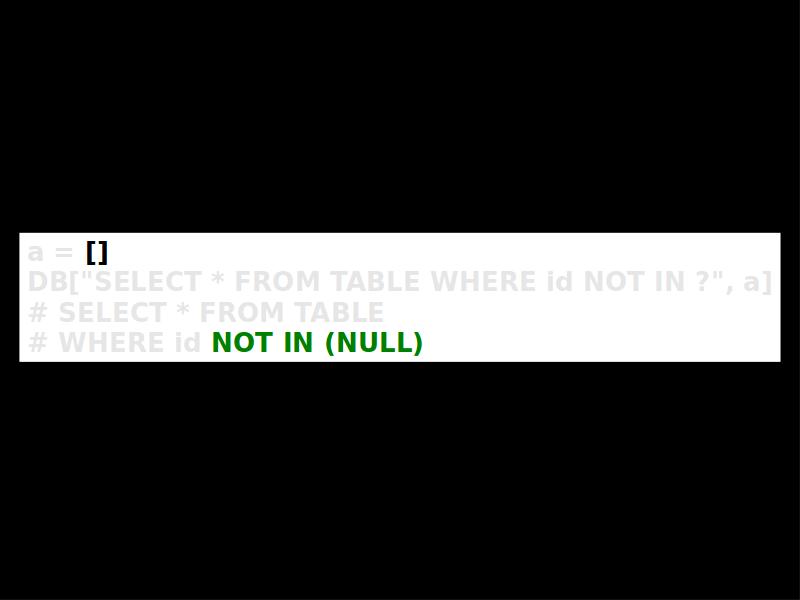 a = []
DB["SELECT * FROM TABLE WHERE id NOT IN ?", a]
# SELECT * FROM TABLE
# WHERE id NOT IN (NULL)